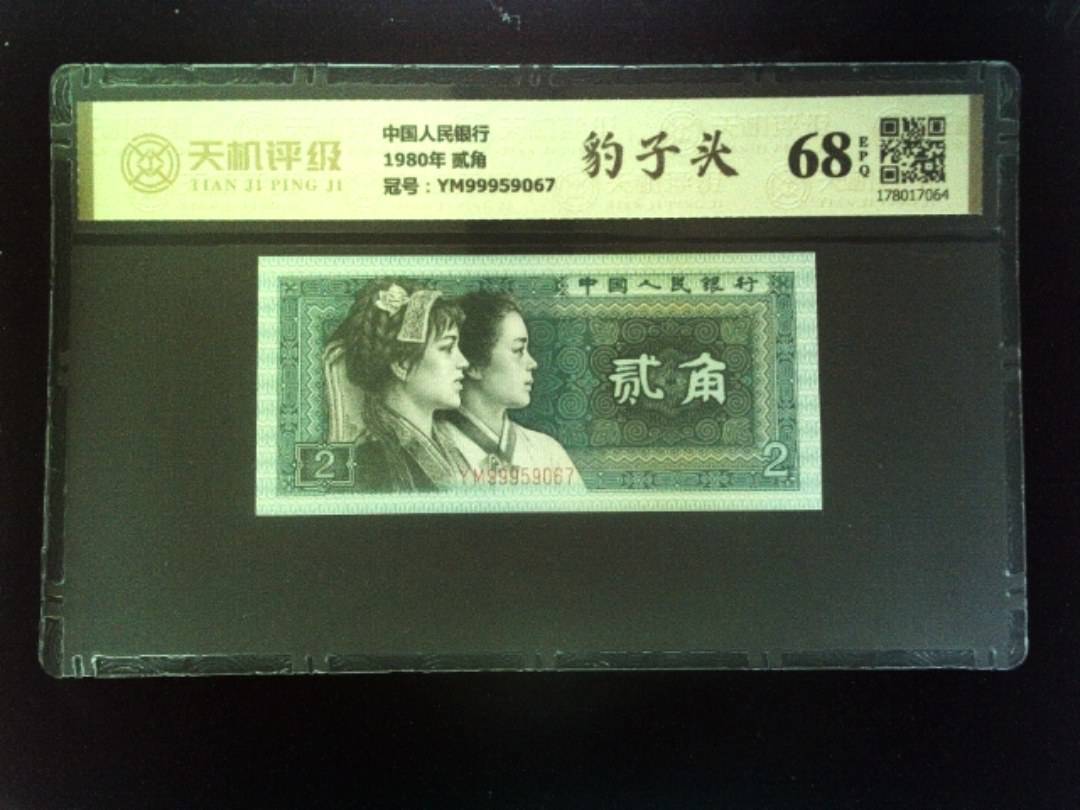 天机评级
TIAN JI PING JI
中国人民银行
1980年 贰角
冠号：YM99959067
豹子头
68
EPQ
178017064
中国人民银行
贰角
2
2
YM99959067